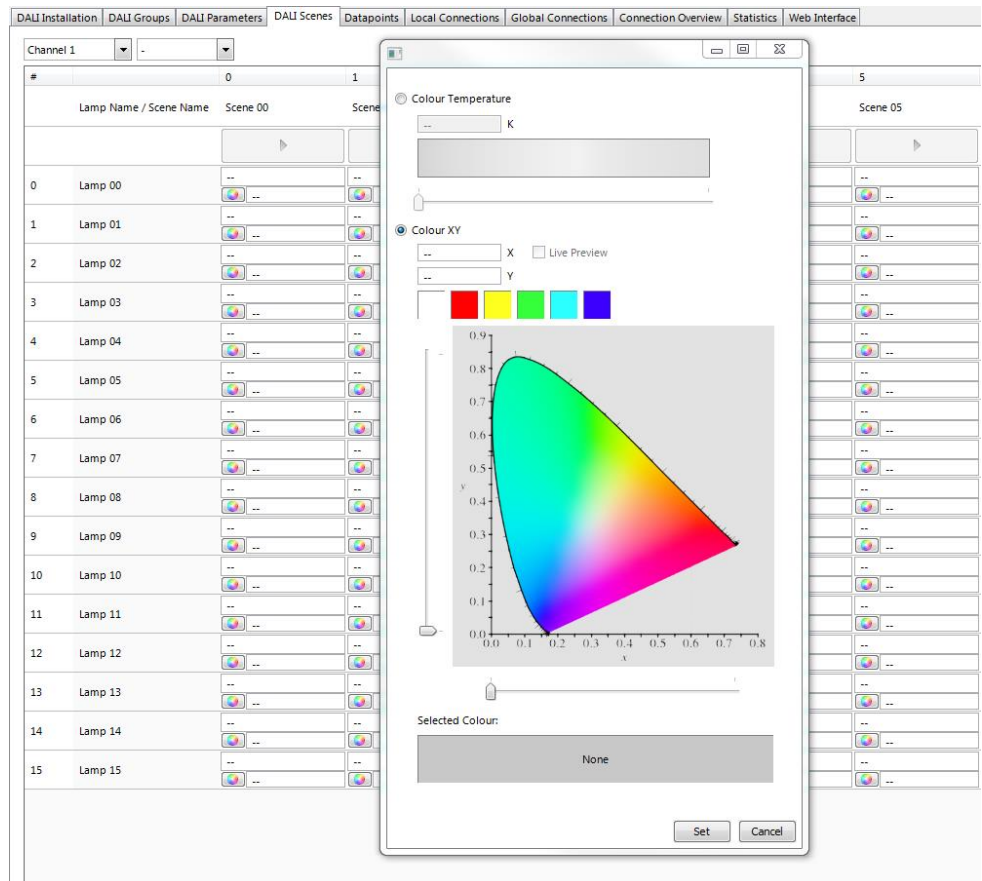 DALI Installation DALI Groups DALI Parameters DALI Scenes Datapoints Local Connections Global Connections Connection Overview Statistics Web Interface
Channel 1 -
# 0 1 5
Lamp Name / Scene Name Scene 00 Scene Scene 05
0 Lamp 00 -- -- -- -- --
1 Lamp 01 -- -- -- -- --
2 Lamp 02 -- -- -- -- --
3 Lamp 03 -- -- -- -- --
4 Lamp 04 -- -- -- -- --
5 Lamp 05 -- -- -- -- --
6 Lamp 06 -- -- -- -- --
7 Lamp 07 -- -- -- -- --
8 Lamp 08 -- -- -- -- --
9 Lamp 09 -- -- -- -- --
10 Lamp 10 -- -- -- -- --
11 Lamp 11 -- -- -- -- --
12 Lamp 12 -- -- -- -- --
13 Lamp 13 -- -- -- -- --
14 Lamp 14 -- -- -- -- --
15 Lamp 15 -- -- -- -- --
Colour Temperature
-- K
Colour XY
-- X Live Preview
-- Y
0.9
0.8
0.7
0.6
0.5
y
0.4
0.3
0.2
0.1
0.0
0.0 0.1 0.2 0.3 0.4 0.5 0.6 0.7 0.8
x
Selected Colour:
None
Set Cancel